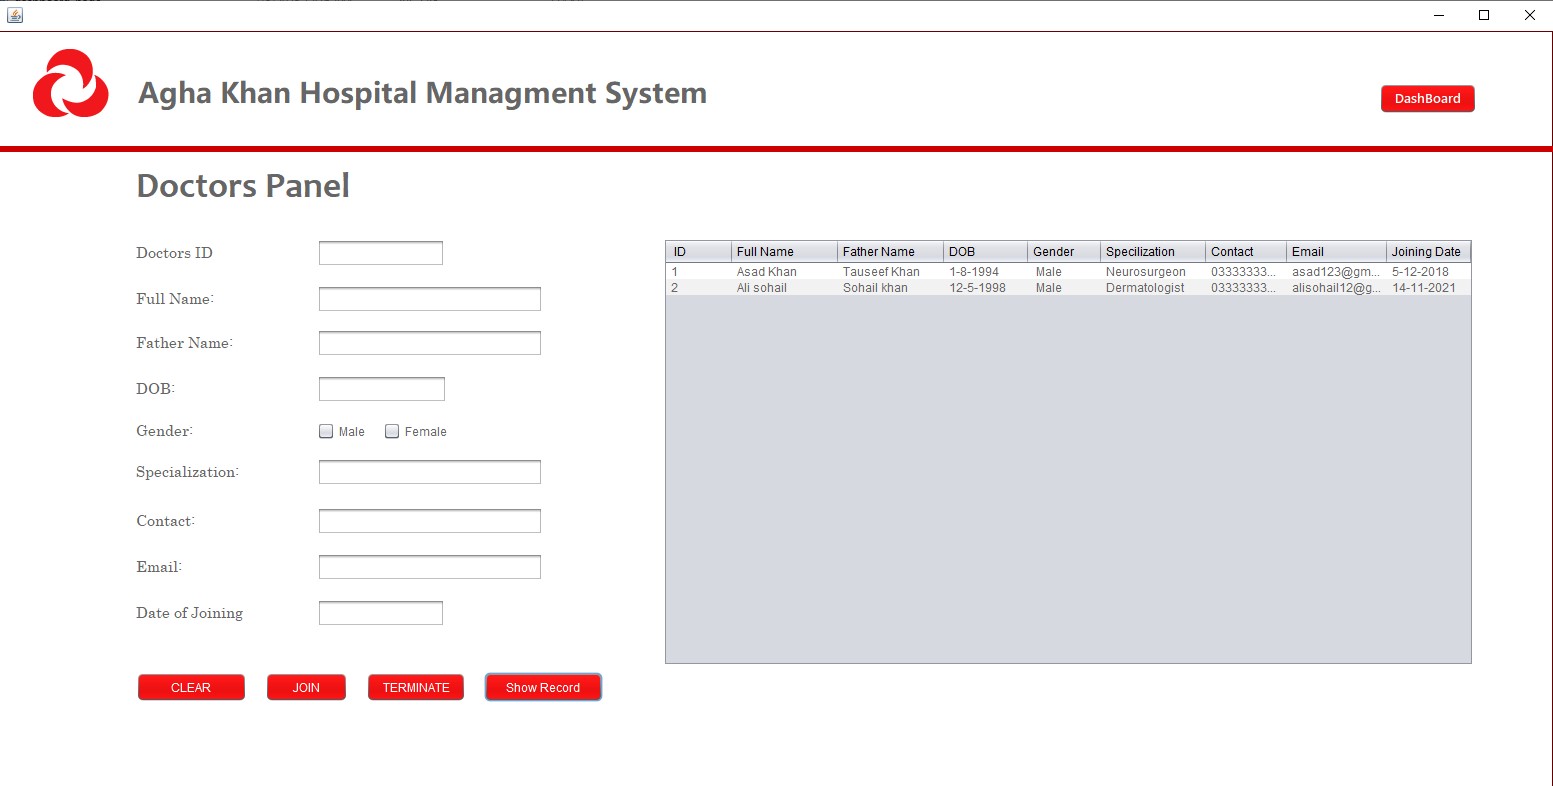 Agha Khan Hospital Managment System
DashBoard
Doctors Panel
Doctors ID
Full Name:
Father Name:
DOB:
Gender:
Male
Female
Specialization:
Contact:
Email:
Date of Joining
CLEAR
JOIN
TERMINATE
Show Record
ID Full Name Father Name DOB Gender Specilization Contact Email Joining Date
1 Asad Khan Tauseef Khan 1-8-1994 Male Neurosurgeon 03333333... asad123@gm... 5-12-2018
2 Ali sohail Sohail khan 12-5-1998 Male Dermatologist 03333333... alisohail12@g... 14-11-2021